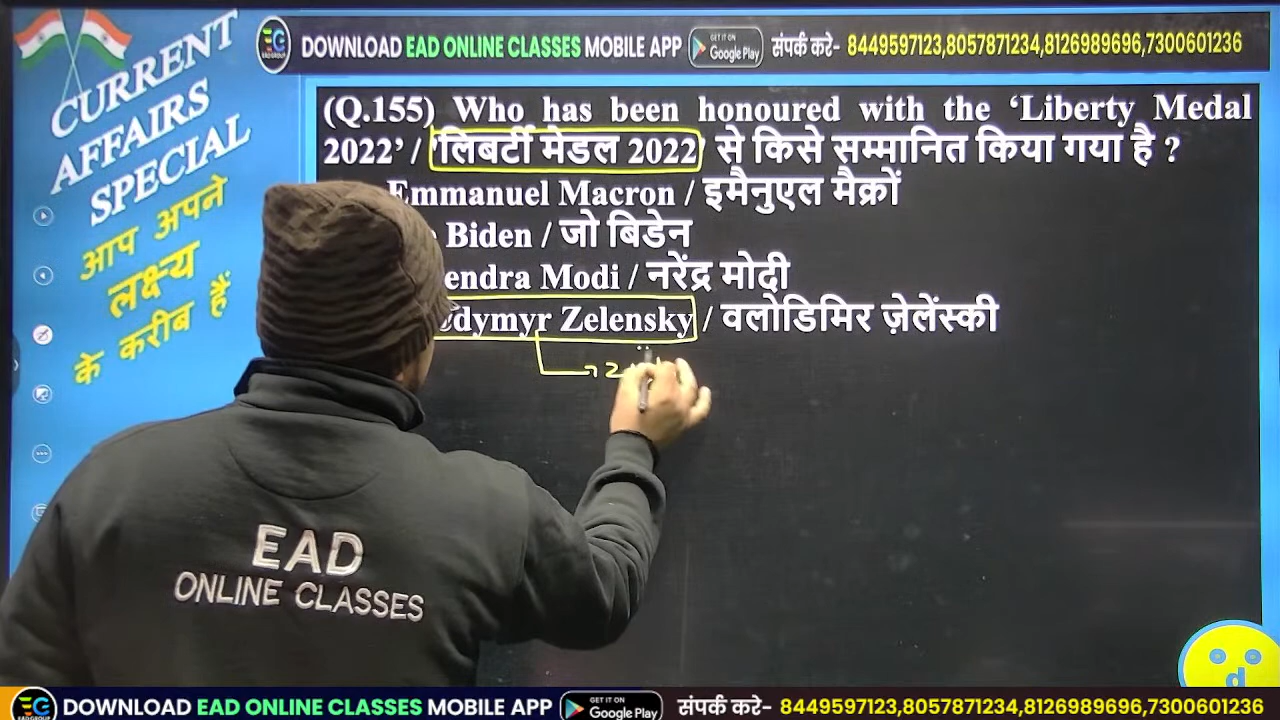 DOWNLOAD EAD ONLINE CLASSES MOBILE APP GET IT ON Google Play संपर्क करे- 8449597123,8057871234,8126989696,7300601236
CURRENT
AFFAIRS
SPECIAL
आप अपने
लक्ष्य
के करीब हैं
(Q.155) Who has been honoured with the ‘Liberty Medal
2022’ / 'लिबर्टी मेडल 2022' से किसे सम्मानित किया गया है ?
Emmanuel Macron / इमैनुएल मैक्रों
Biden / जो बिडेन
endra Modi / नरेंद्र मोदी
dymyr Zelensky / वलोडिमिर ज़ेलेंस्की
EAD
ONLINE CLASSES
d
DOWNLOAD EAD ONLINE CLASSES MOBILE APP GET IT ON Google Play संपर्क करे- 8449597123,8057871234,8126989696,7300601236